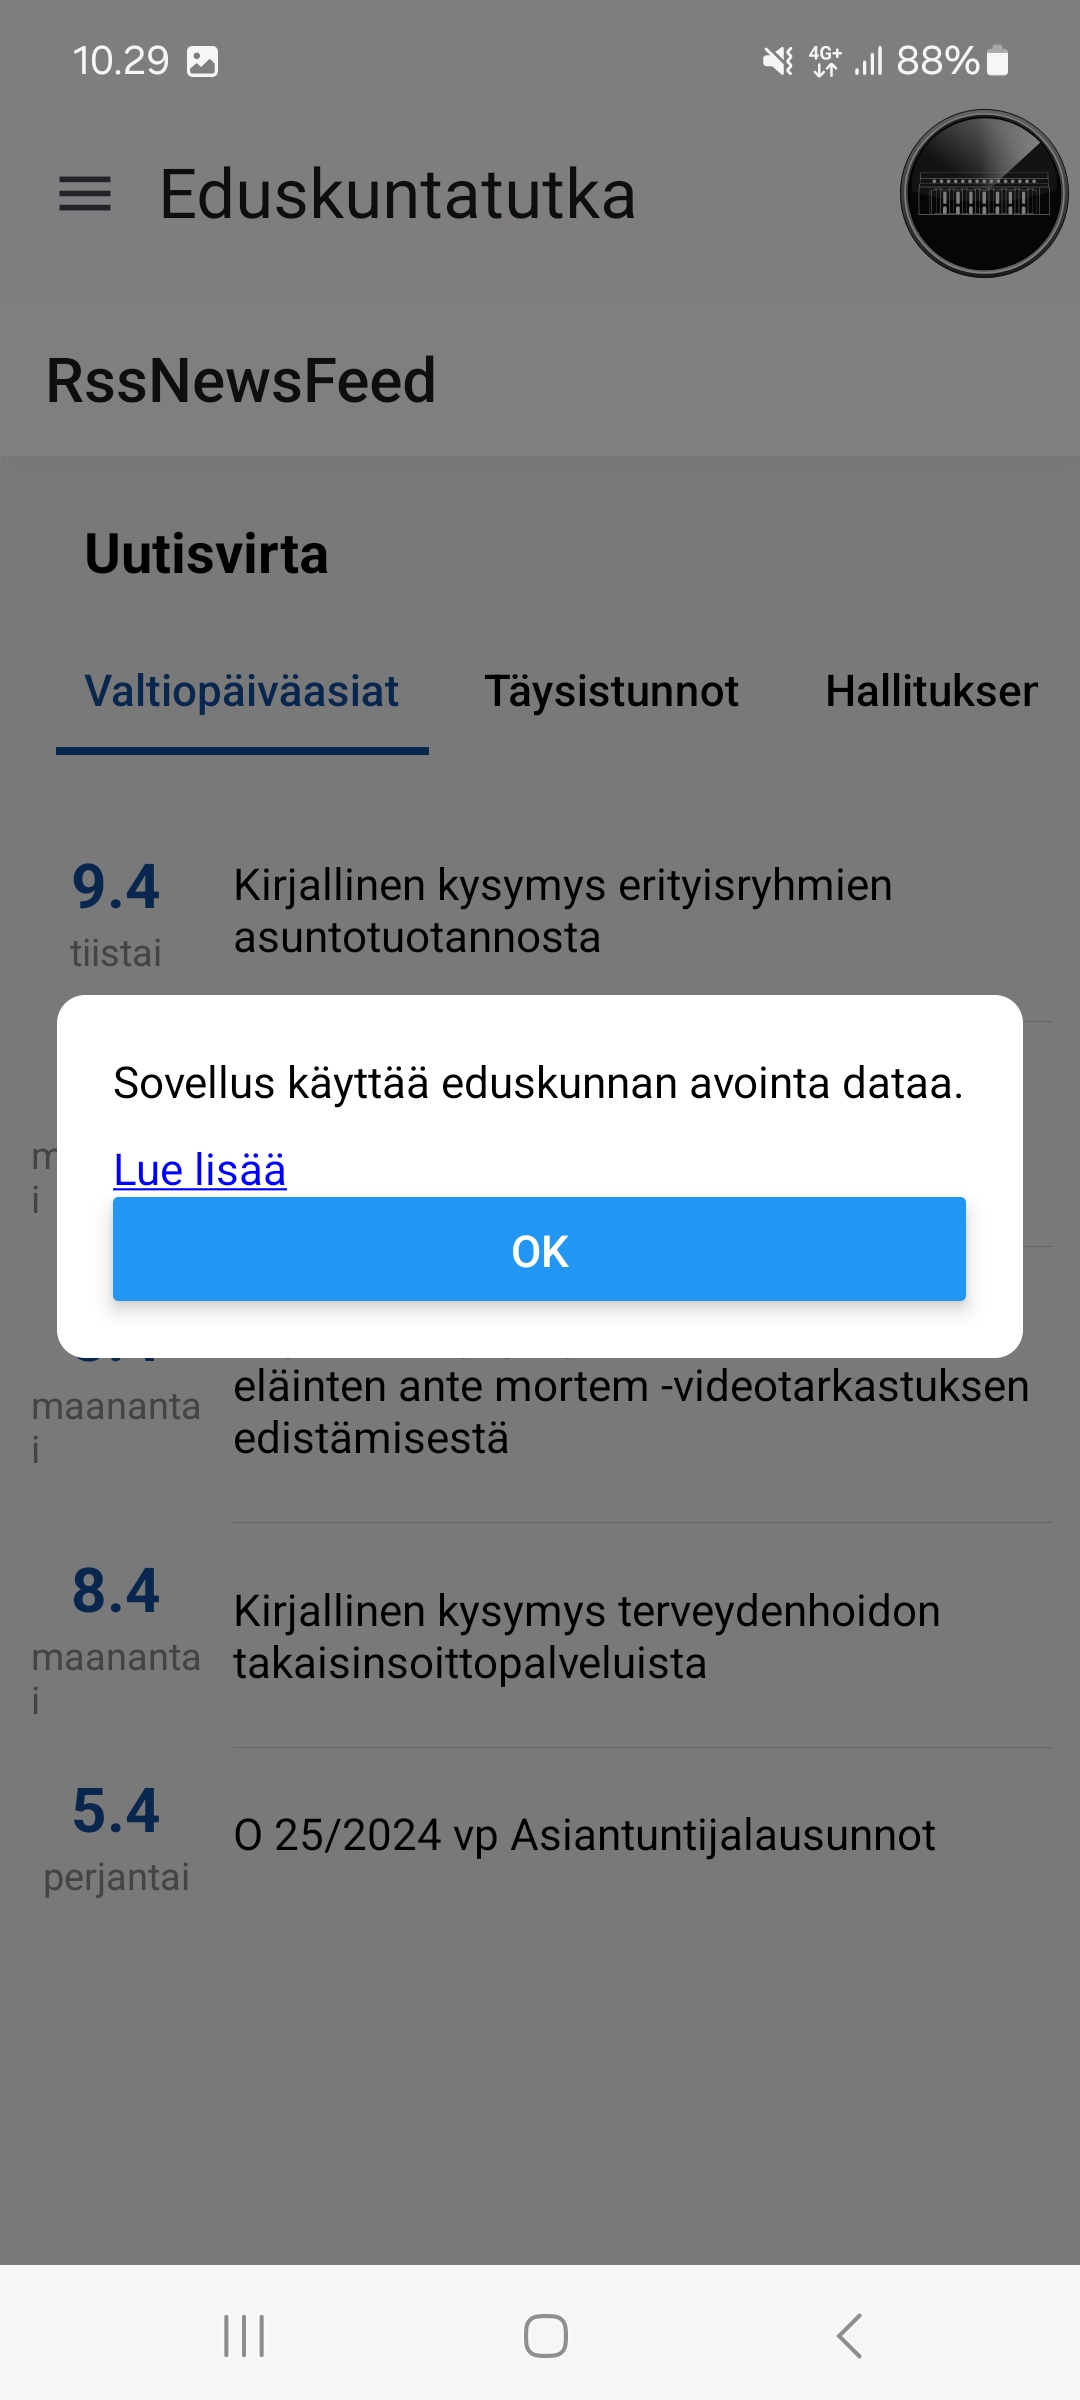 10.29
4G+
88%
Eduskuntatutka
RssNewsFeed
Uutisvirta
Valtiopäiväasiat Täysistunnot Hallitukser
9.4
tiistai
Kirjallinen kysymys erityisryhmien
asuntotuotannosta
Sovellus käyttää eduskunnan avointa dataa.
Lue lisää
OK
i
maananta
i
eläinten ante mortem -videotarkastuksen
edistämisestä
8.4
maananta
i
Kirjallinen kysymys terveydenhoidon
takaisinsoittopalveluista
5.4
perjantai
O 25/2024 vp Asiantuntijalausunnot